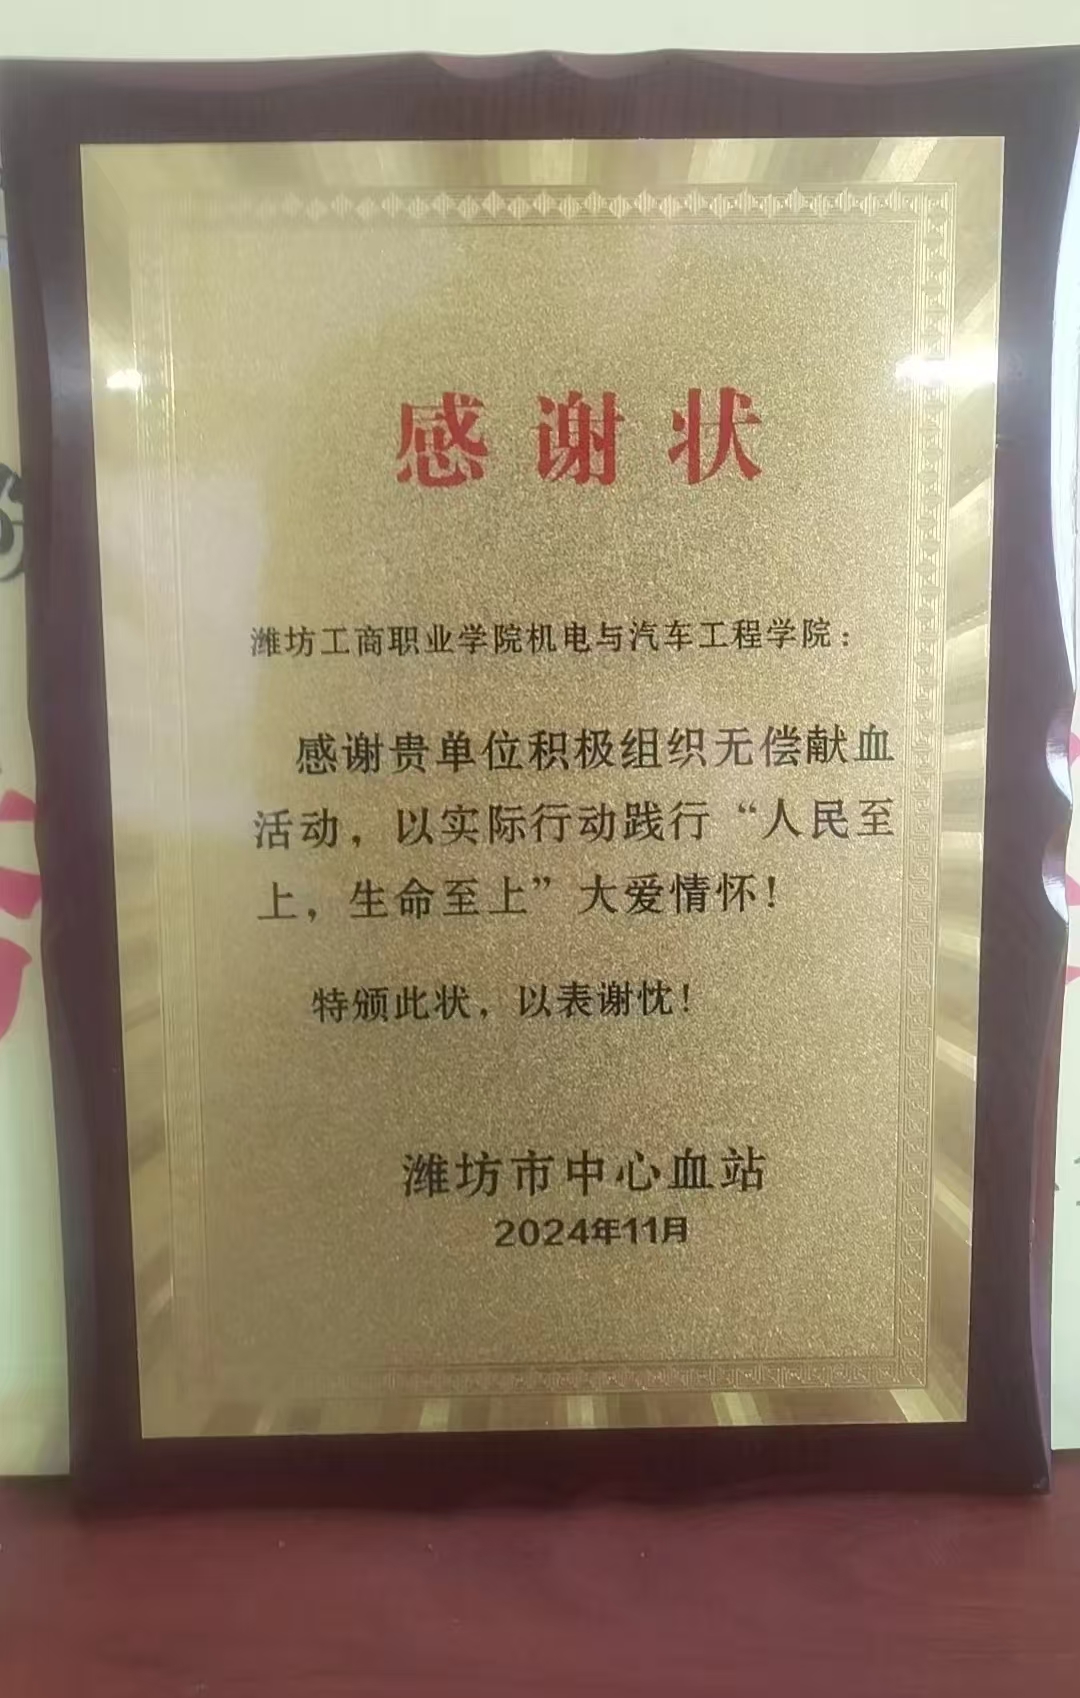 感谢状
潍坊工商职业学院机电与汽车工程学院：
感谢贵单位积极组织无偿献血
活动，以实际行动践行“人民至
上，生命至上”大爱情怀！
特颁此状，以表谢忱！
潍坊市中心血站
2024年11月